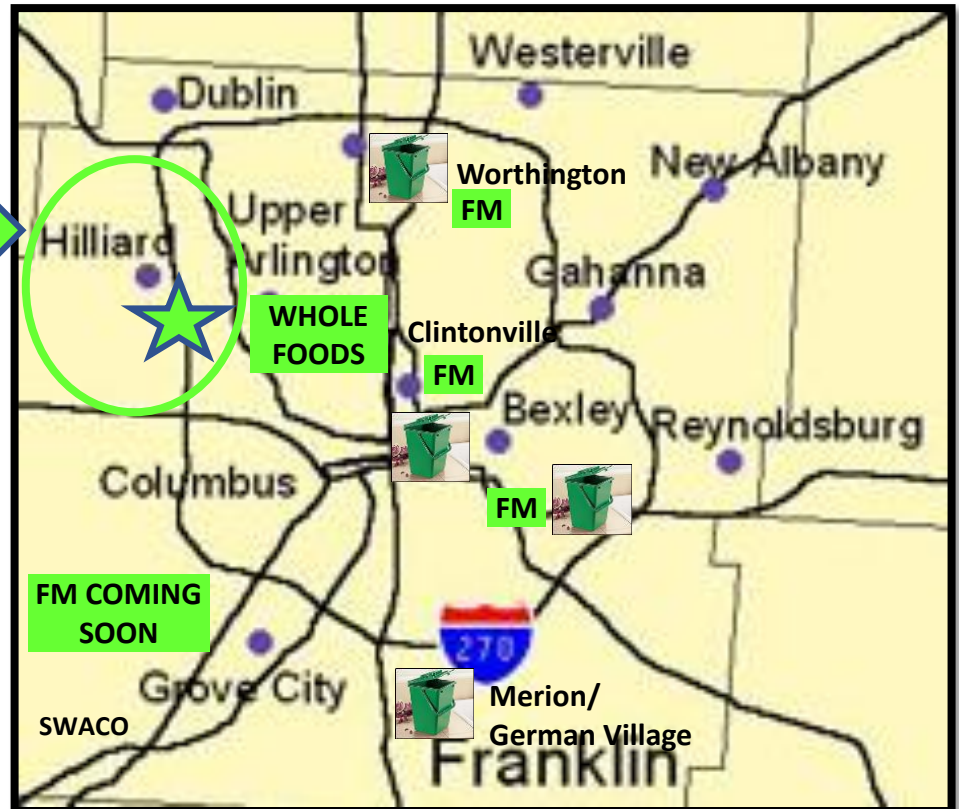 Westerville
Dublin
Worthington
FM
New Albany
Upper
Arlington
Hilliard
Gahanna
WHOLE
FOODS
Clintonville
FM
Bexley
Reynoldsburg
Columbus
FM
FM COMING
SOON
270
Grove City
SWACO
Merion/
German Village
Franklin